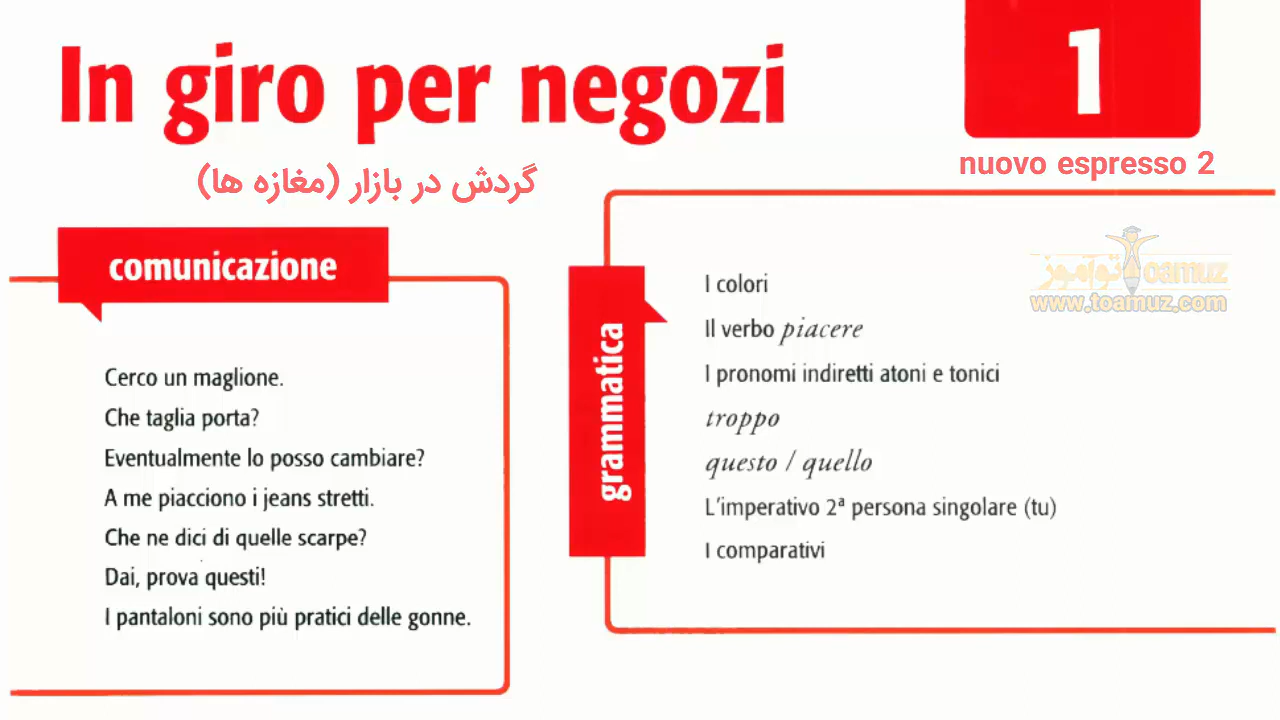 In giro per negozi
1
nuovo espresso 2
گردش در بازار (مغازه ها)
comunicazione
Cerco un maglione.
Che taglia porta?
Eventualmente lo posso cambiare?
A me piacciono i jeans stretti.
Che ne dici di quelle scarpe?
Dai, prova questi!
I pantaloni sono più pratici delle gonne.
grammatica
I colori
Il verbo piacere
I pronomi indiretti atoni e tonici
troppo
questo / quello
L'imperativo 2ª persona singolare (tu)
I comparativi
توآموز Toamuz
www.toamuz.com